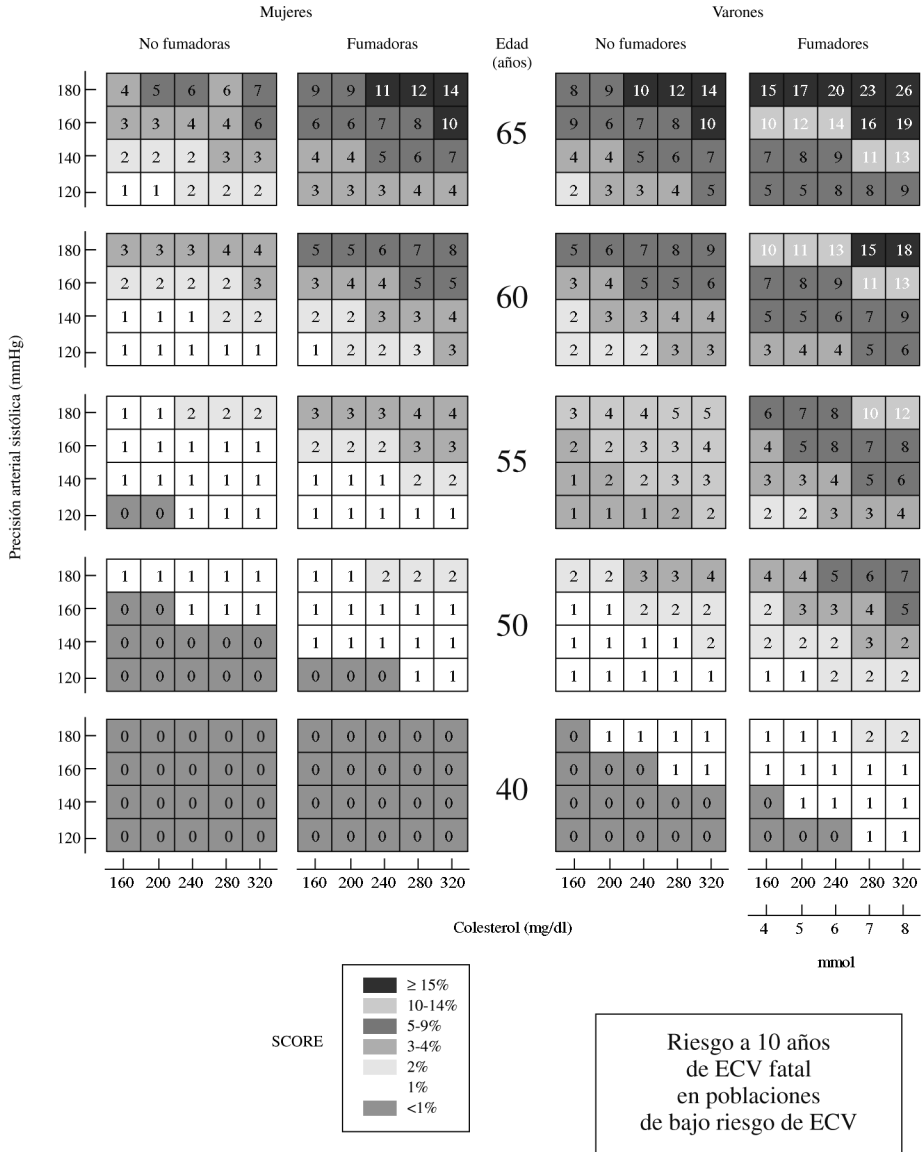 Mujeres Varones
No fumadoras Fumadoras Edad (años) No fumadores Fumadores
Precisión arterial sistólica (mmHg)
180 4 5 6 6 7 9 9 11 12 14 8 9 10 12 14 15 17 20 23 26
160 3 3 4 4 6 6 6 7 8 10 9 6 7 8 10 10 12 14 16 19
65
140 2 2 2 3 3 4 4 5 6 7 4 4 5 6 7 7 8 9 11 13
120 1 1 2 2 2 3 3 3 4 4 2 3 3 4 5 5 5 8 8 9
180 3 3 3 4 4 5 5 6 7 8 5 6 7 8 9 10 11 13 15 18
160 2 2 2 2 3 3 4 4 5 5 3 4 5 5 6 7 8 9 11 13
60
140 1 1 1 2 2 2 2 3 3 4 2 3 3 4 4 5 5 6 7 9
120 1 1 1 1 1 1 2 2 3 3 2 2 2 3 3 3 4 4 5 6
180 1 1 2 2 2 3 3 3 4 4 3 4 4 5 5 6 7 8 10 12
160 1 1 1 1 1 2 2 2 3 3 2 2 3 3 4 4 5 8 7 8
55
140 1 1 1 1 1 1 1 1 2 2 1 2 2 3 3 3 3 4 5 6
120 0 0 1 1 1 1 1 1 1 1 1 1 1 2 2 2 2 3 3 4
180 1 1 1 1 1 1 1 2 2 2 2 2 3 3 4 4 4 5 6 7
160 0 0 1 1 1 1 1 1 1 1 1 1 2 2 2 2 3 3 4 5
50
140 0 0 0 0 0 1 1 1 1 1 1 1 1 1 2 2 2 2 3 2
120 0 0 0 0 0 0 0 0 1 1 1 1 1 1 1 1 1 2 2 2
180 0 0 0 0 0 0 0 0 0 0 0 1 1 1 1 1 1 1 2 2
160 0 0 0 0 0 0 0 0 0 0 0 0 0 1 1 1 1 1 1 1
40
140 0 0 0 0 0 0 0 0 0 0 0 0 0 0 0 0 1 1 1 1
120 0 0 0 0 0 0 0 0 0 0 0 0 0 0 0 0 0 0 1 1
160 200 240 280 320 160 200 240 280 320 160 200 240 280 320 160 200 240 280 320
Colesterol (mg/dl) 4 5 6 7 8
mmol
SCORE
≥ 15%
10-14%
5-9%
3-4%
2%
1%
<1%
Riesgo a 10 años
de ECV fatal
en poblaciones
de bajo riesgo de ECV